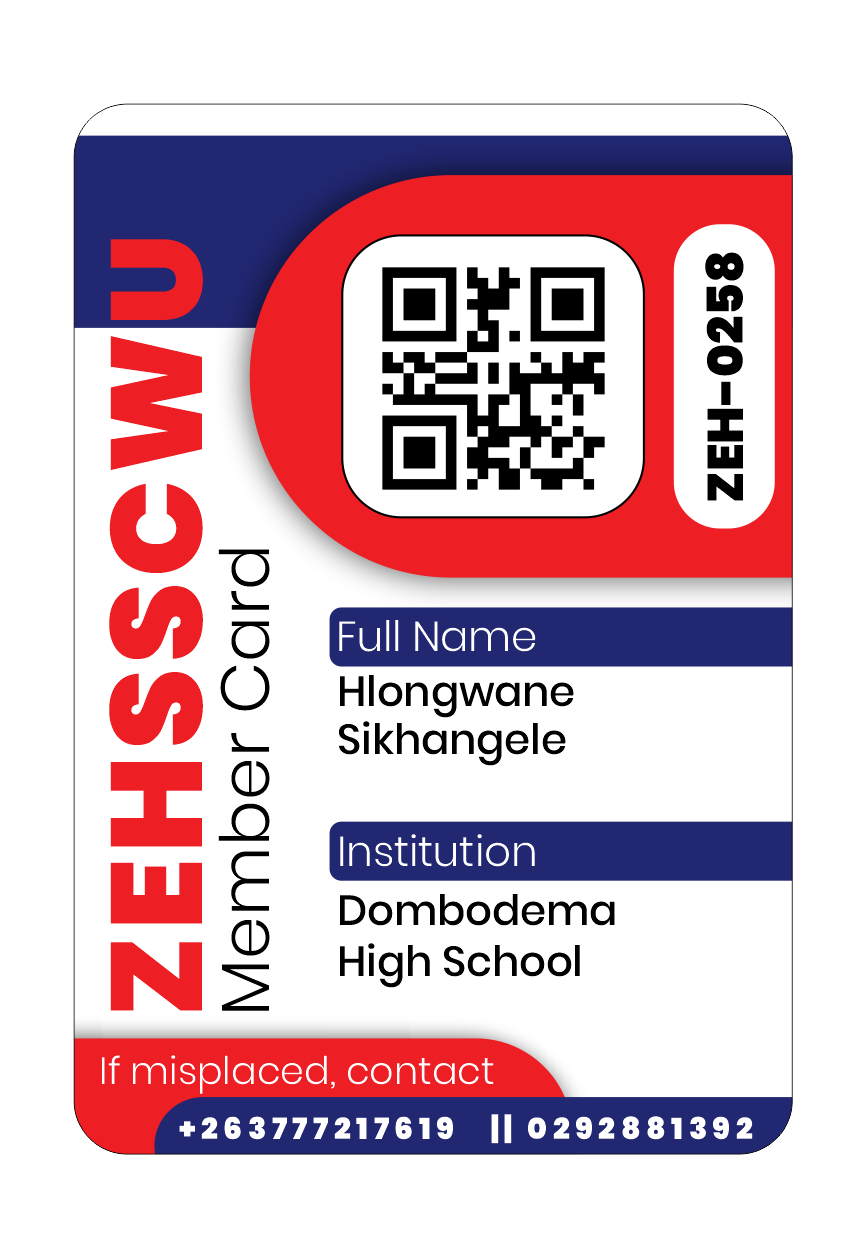 ZEHSSCWU
Member Card
ZEH-0258
Full Name
Hlongwane
Sikhangele
Institution
Dombodema
High School
If misplaced, contact
+263777217619 || 0292881392